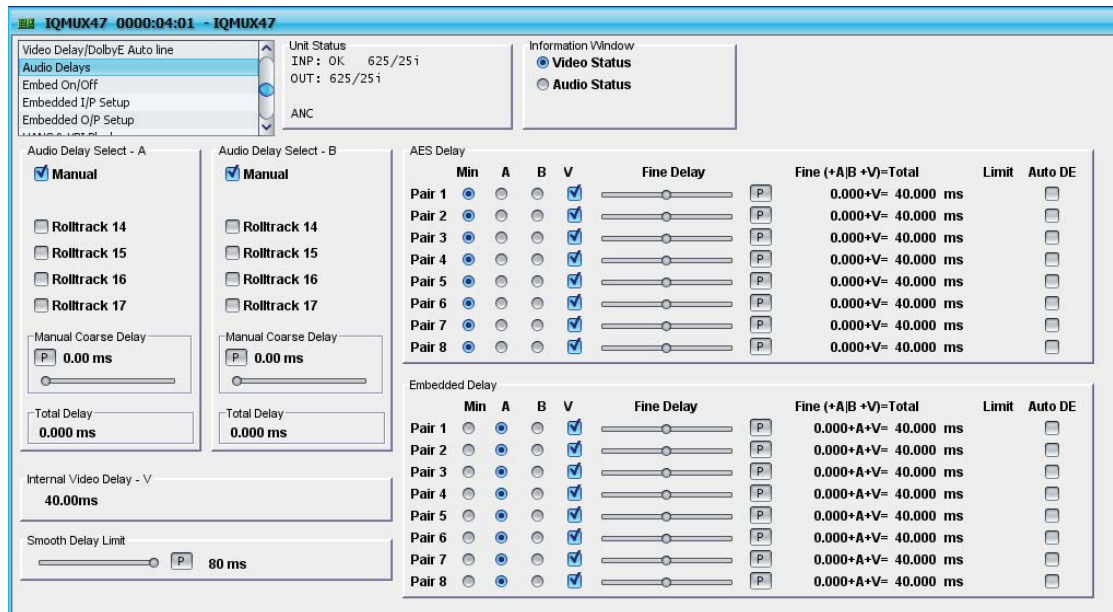 IQMUX47 0000:04:01 - IQMUX47
Video Delay/DolbyE Auto line
Audio Delays
Embed On/Off
Embedded I/P Setup
Embedded O/P Setup
Unit Status
INP: OK 625/25i
OUT: 625/25i
ANC
Information Window
Video Status
Audio Status
Audio Delay Select - A
Manual
Rolltrack 14
Rolltrack 15
Rolltrack 16
Rolltrack 17
Manual Coarse Delay
P 0.00 ms
Total Delay
0.000 ms
Audio Delay Select - B
Manual
Rolltrack 14
Rolltrack 15
Rolltrack 16
Rolltrack 17
Manual Coarse Delay
P 0.00 ms
Total Delay
0.000 ms
Internal Video Delay - V
40.00ms
Smooth Delay Limit
P 80 ms
AES Delay
Min A B V Fine Delay Fine (+A|B +V)=Total Limit Auto DE
Pair 1 P 0.000+V= 40.000 ms
Pair 2 P 0.000+V= 40.000 ms
Pair 3 P 0.000+V= 40.000 ms
Pair 4 P 0.000+V= 40.000 ms
Pair 5 P 0.000+V= 40.000 ms
Pair 6 P 0.000+V= 40.000 ms
Pair 7 P 0.000+V= 40.000 ms
Pair 8 P 0.000+V= 40.000 ms
Embedded Delay
Min A B V Fine Delay Fine (+A|B +V)=Total Limit Auto DE
Pair 1 P 0.000+A+V= 40.000 ms
Pair 2 P 0.000+A+V= 40.000 ms
Pair 3 P 0.000+A+V= 40.000 ms
Pair 4 P 0.000+A+V= 40.000 ms
Pair 5 P 0.000+A+V= 40.000 ms
Pair 6 P 0.000+A+V= 40.000 ms
Pair 7 P 0.000+A+V= 40.000 ms
Pair 8 P 0.000+A+V= 40.000 ms